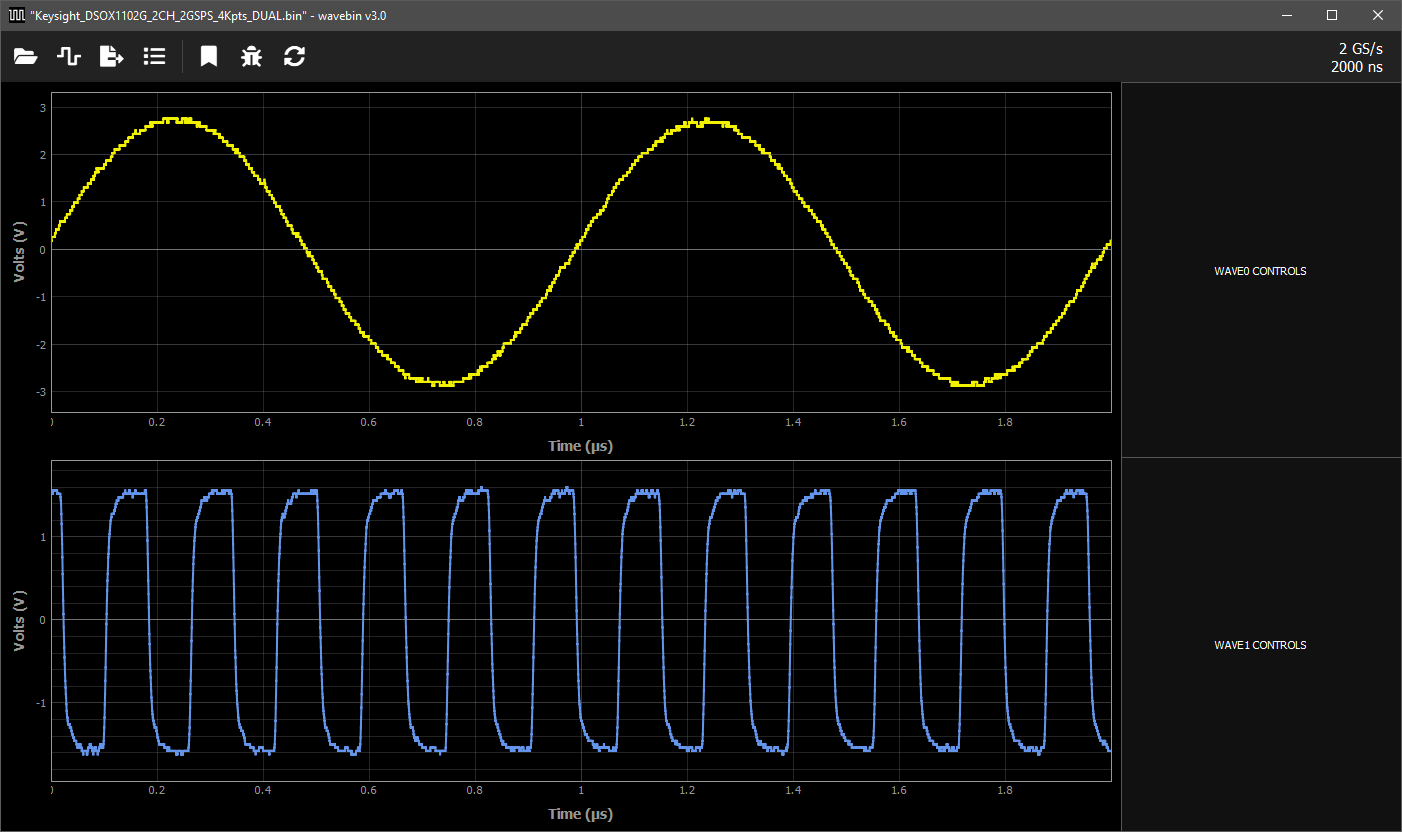 "Keysight_DSOX1102G_2CH_2GSPS_4Kpts_DUAL.bin" - wavebin v3.0
2 GS/s
2000 ns
3
2
1
0
-1
-2
-3
Volts (V)
0.2 0.4 0.6 0.8 1 1.2 1.4 1.6 1.8
Time (µs)
WAVE0 CONTROLS
1
0
-1
Volts (V)
0.2 0.4 0.6 0.8 1 1.2 1.4 1.6 1.8
Time (µs)
WAVE1 CONTROLS